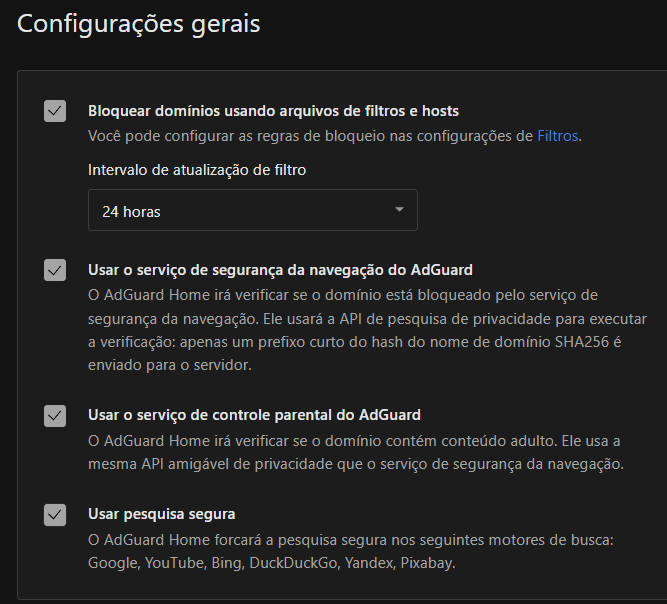 Configurações gerais
Bloquear domínios usando arquivos de filtros e hosts
Você pode configurar as regras de bloqueio nas configurações de Filtros.
Intervalo de atualização de filtro
24 horas
Usar o serviço de segurança da navegação do AdGuard
O AdGuard Home irá verificar se o domínio está bloqueado pelo serviço de
segurança da navegação. Ele usará a API de pesquisa de privacidade para executar
a verificação: apenas um prefixo curto do hash do nome de domínio SHA256 é
enviado para o servidor.
Usar o serviço de controle parental do AdGuard
O AdGuard Home irá verificar se o domínio contém conteúdo adulto. Ele usa a
mesma API amigável de privacidade que o serviço de segurança da navegação.
Usar pesquisa segura
O AdGuard Home forcará a pesquisa segura nos seguintes motores de busca:
Google, YouTube, Bing, DuckDuckGo, Yandex, Pixabay.